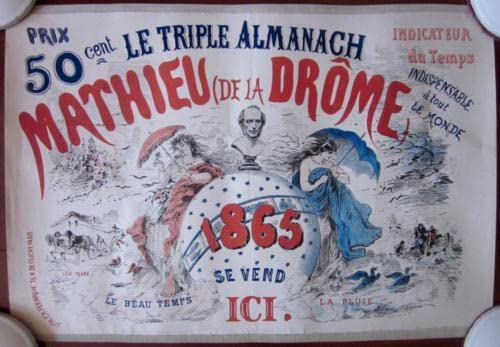 PRIX
50 cent
LE TRIPLE ALMANACH
INDICATEUR
du Temps
INDISPENSABLE
à tout
LE MONDE
MATHIEU (DE LA DRÔME)
1865
SE VEND
ICI.
LE BEAU TEMPS
LA PLUIE